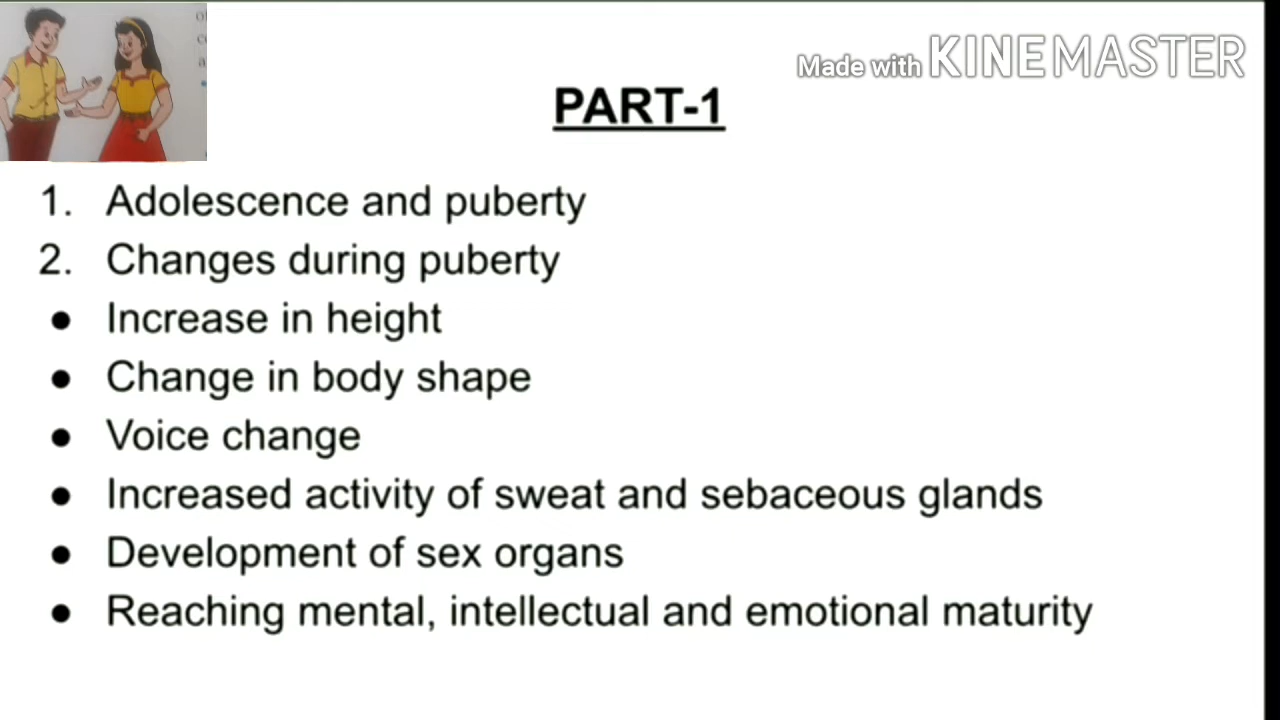 Made with KINEMASTER
PART-1
1. Adolescence and puberty
2. Changes during puberty
● Increase in height
● Change in body shape
● Voice change
● Increased activity of sweat and sebaceous glands
● Development of sex organs
● Reaching mental, intellectual and emotional maturity